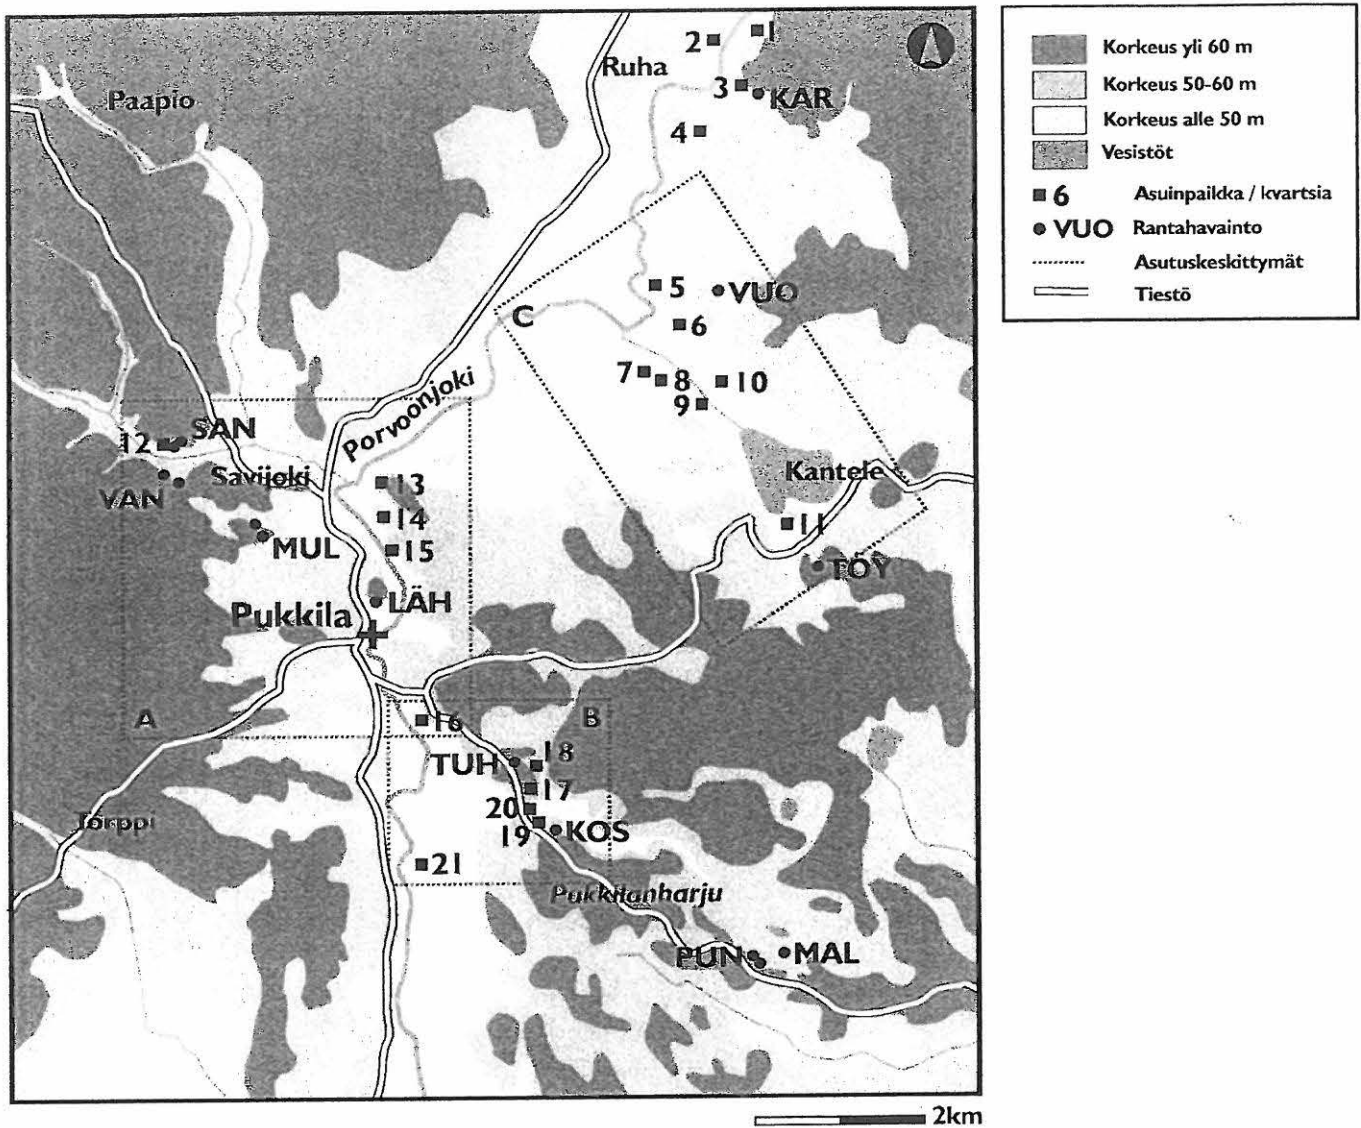 1
2
Ruha
3
KAR
Paapio
4
5
VUO
C
6
7
8
10
9
Porvoonjoki
SAN
12
Savijoki
Kantele
VAN
13
14
11
MUL
15
TÖY
LÄH
Pukkila
A
16
B
TUH
18
17
20
19
KOS
Torppi
21
Pukkilanharju
PUN
MAL
2km
Korkeus yli 60 m
Korkeus 50-60 m
Korkeus alle 50 m
Vesistöt
6 Asuinpaikka / kvartsia
VUO Rantahavainto
Asutuskeskittymät
Tiestö